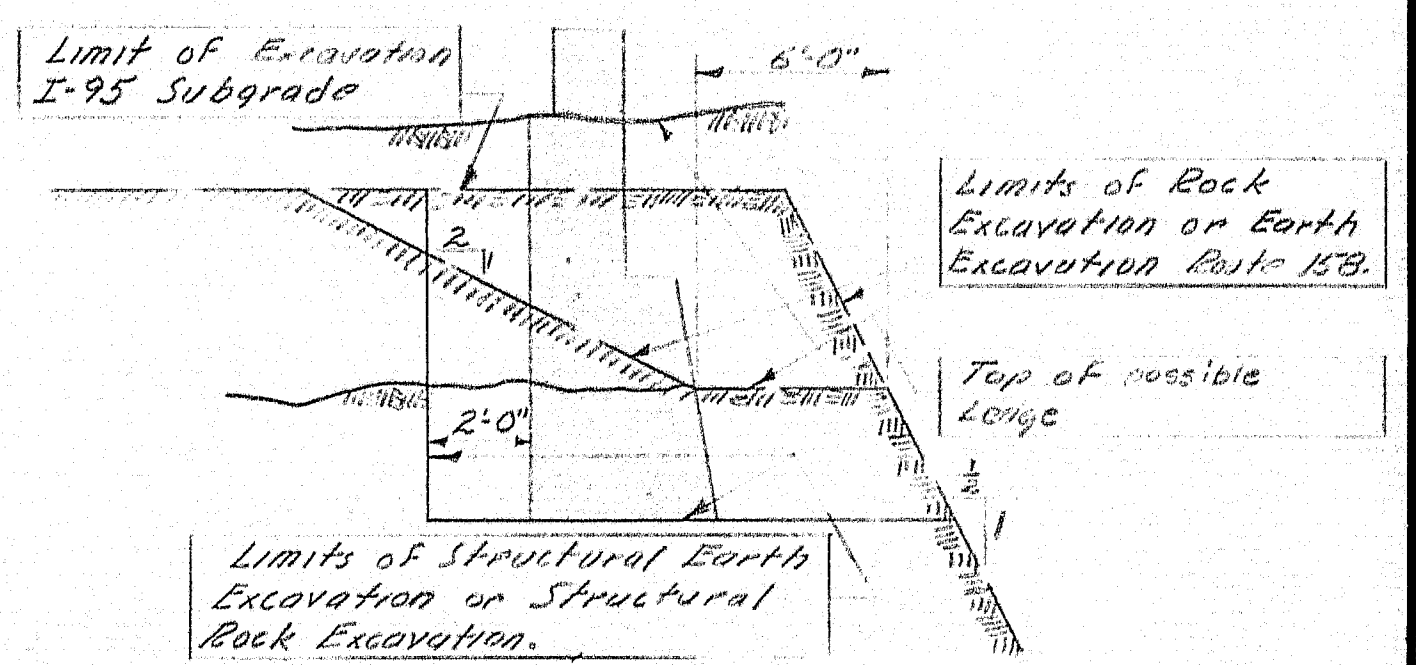 Limit of Excavation
I-95 Subgrade
6'-0"
Limits of Rock
Excavation or Earth
Excavation Route 158.
2
1
Top of possible
Ledge
2'-0"
1/2
1
Limits of Structural Earth
Excavation or Structural
Rock Excavation.